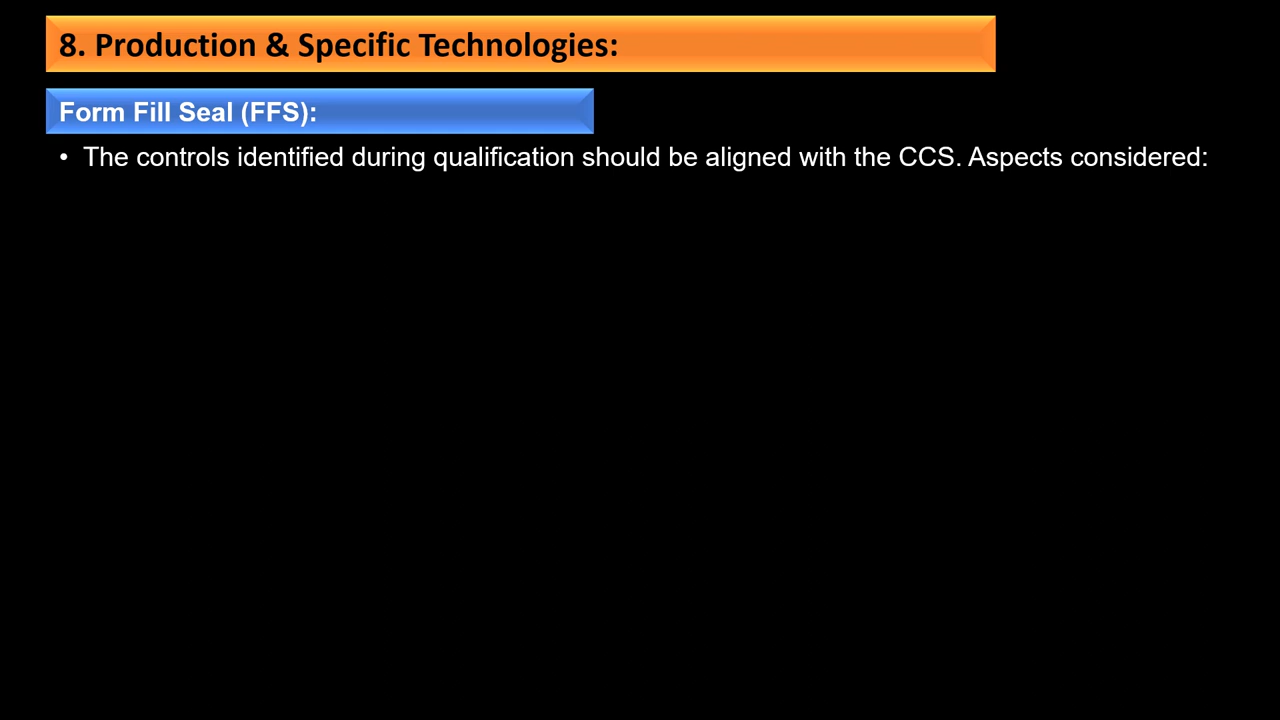 8. Production & Specific Technologies:
Form Fill Seal (FFS):
• The controls identified during qualification should be aligned with the CCS. Aspects considered: